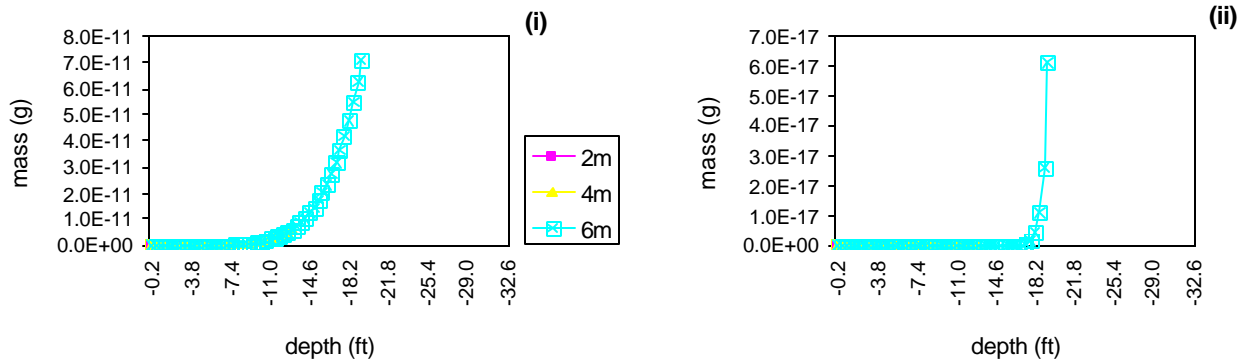 (i)
8.0E-11
7.0E-11
6.0E-11
5.0E-11
4.0E-11
3.0E-11
2.0E-11
1.0E-11
0.0E+00
mass (g)
-0.2
-3.8
-7.4
-11.0
-14.6
-18.2
-21.8
-25.4
-29.0
-32.6
depth (ft)
2m
4m
6m
(ii)
7.0E-17
6.0E-17
5.0E-17
4.0E-17
3.0E-17
2.0E-17
1.0E-17
0.0E+00
mass (g)
-0.2
-3.8
-7.4
-11.0
-14.6
-18.2
-21.8
-25.4
-29.0
-32.6
depth (ft)